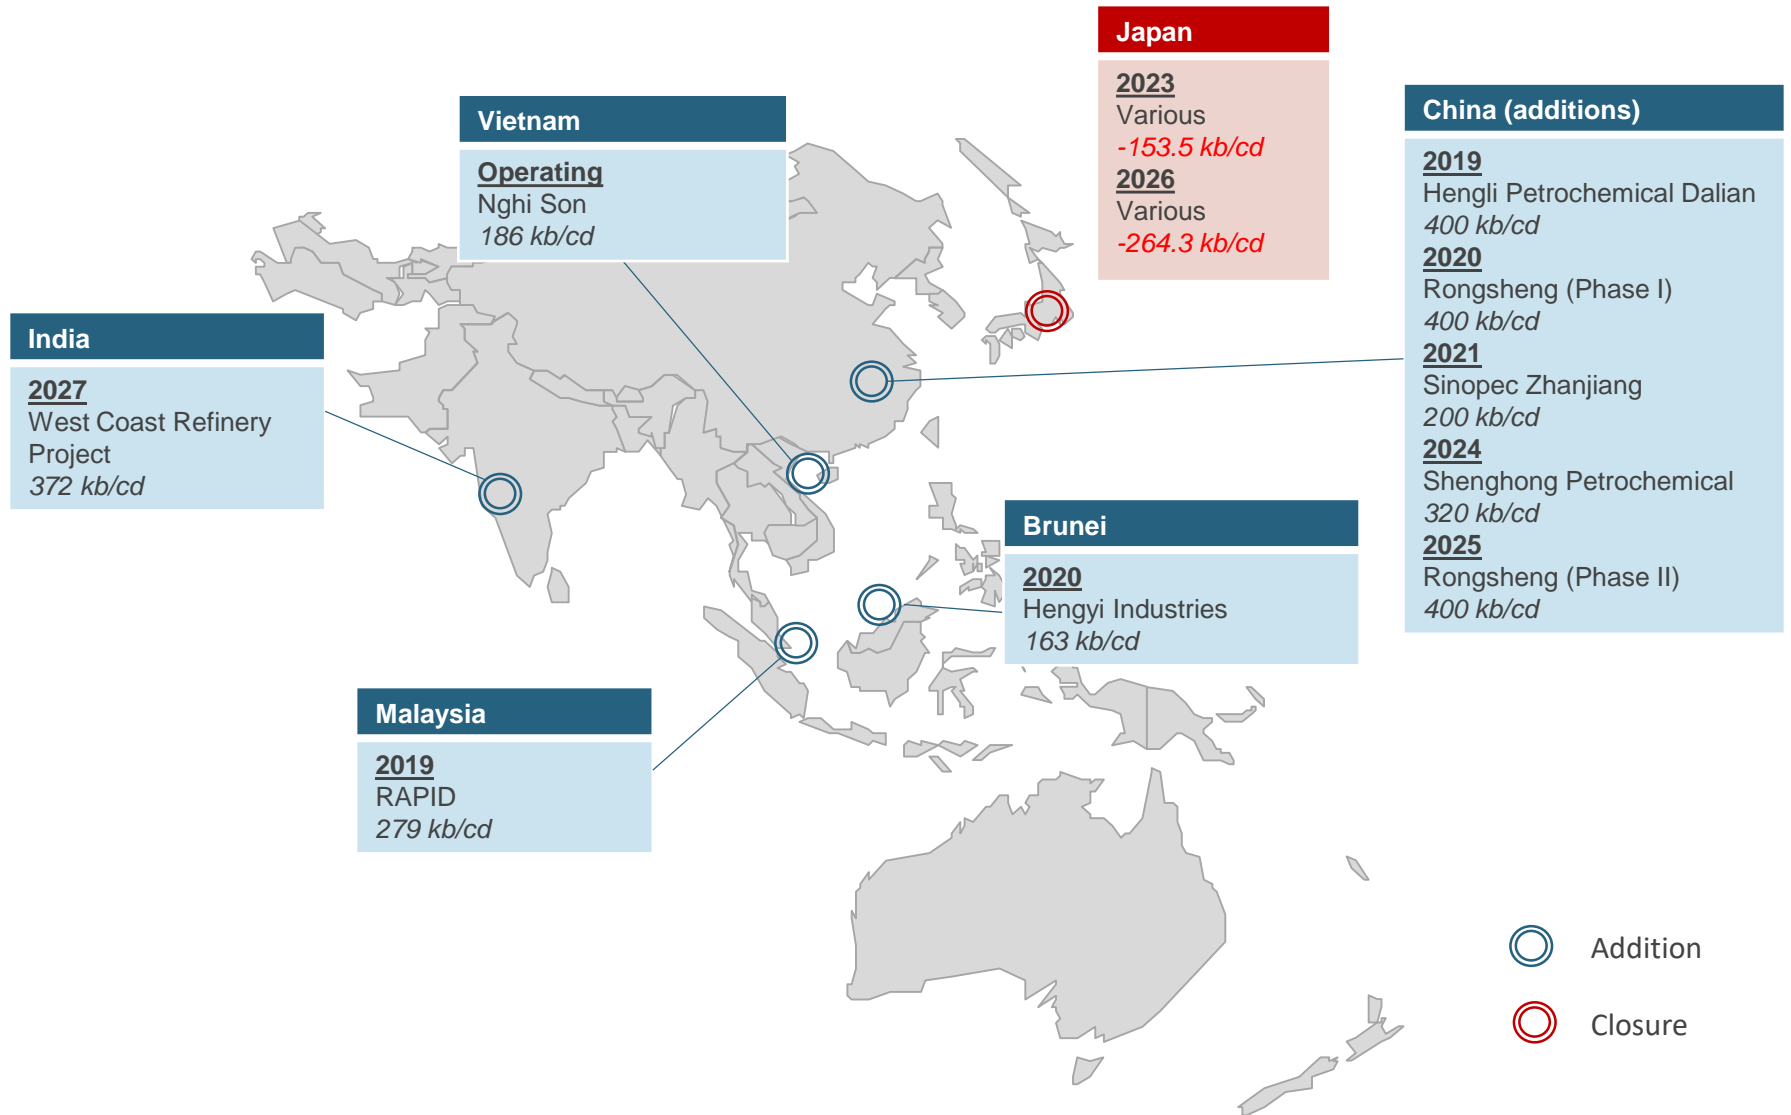 Japan
2023
Various
-153.5 kb/cd
2026
Various
-264.3 kb/cd
Vietnam
Operating
Nghi Son
186 kb/cd
China (additions)
2019
Hengli Petrochemical Dalian
400 kb/cd
2020
Rongsheng (Phase I)
400 kb/cd
2021
Sinopec Zhanjiang
200 kb/cd
2024
Shenghong Petrochemical
320 kb/cd
2025
Rongsheng (Phase II)
400 kb/cd
India
2027
West Coast Refinery
Project
372 kb/cd
Brunei
2020
Hengyi Industries
163 kb/cd
Malaysia
2019
RAPID
279 kb/cd
Addition
Closure